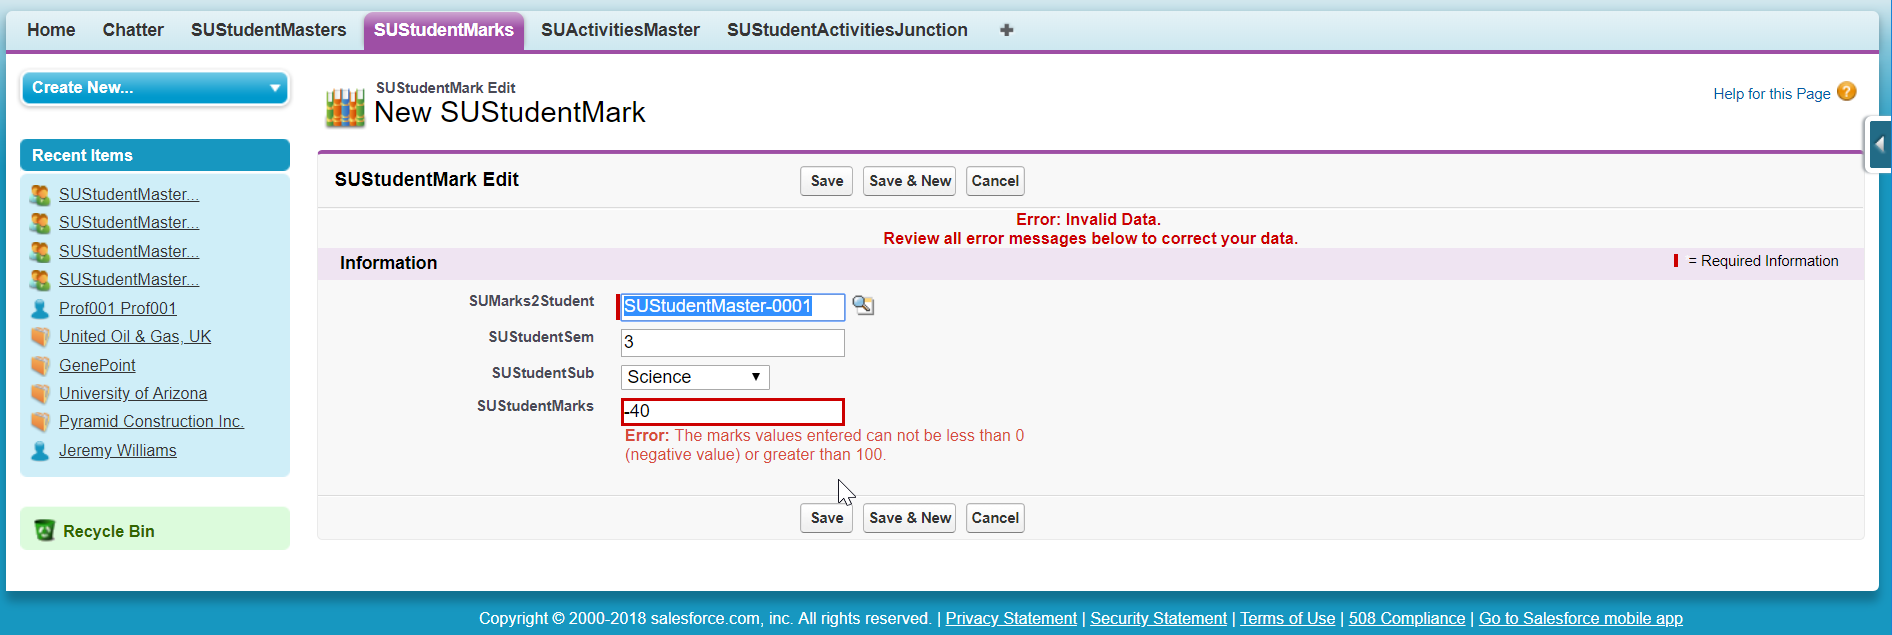 Home Chatter SUStudentMasters SUStudentMarks SUActivitiesMaster SUStudentActivitiesJunction
Create New...
SUStudentMark Edit
New SUStudentMark
Help for this Page ?
Recent Items
SUStudentMaster...
SUStudentMaster...
SUStudentMaster...
SUStudentMaster...
Prof001 Prof001
United Oil & Gas, UK
GenePoint
University of Arizona
Pyramid Construction Inc.
Jeremy Williams
Recycle Bin
SUStudentMark Edit Save Save & New Cancel
Error: Invalid Data.
Review all error messages below to correct your data.
Information = Required Information
SUMarks2Student SUStudentMaster-0001
SUStudentSem 3
SUStudentSub Science
SUStudentMarks -40
Error: The marks values entered can not be less than 0
(negative value) or greater than 100.
Save Save & New Cancel
Copyright © 2000-2018 salesforce.com, inc. All rights reserved. | Privacy Statement | Security Statement | Terms of Use | 508 Compliance | Go to Salesforce mobile app